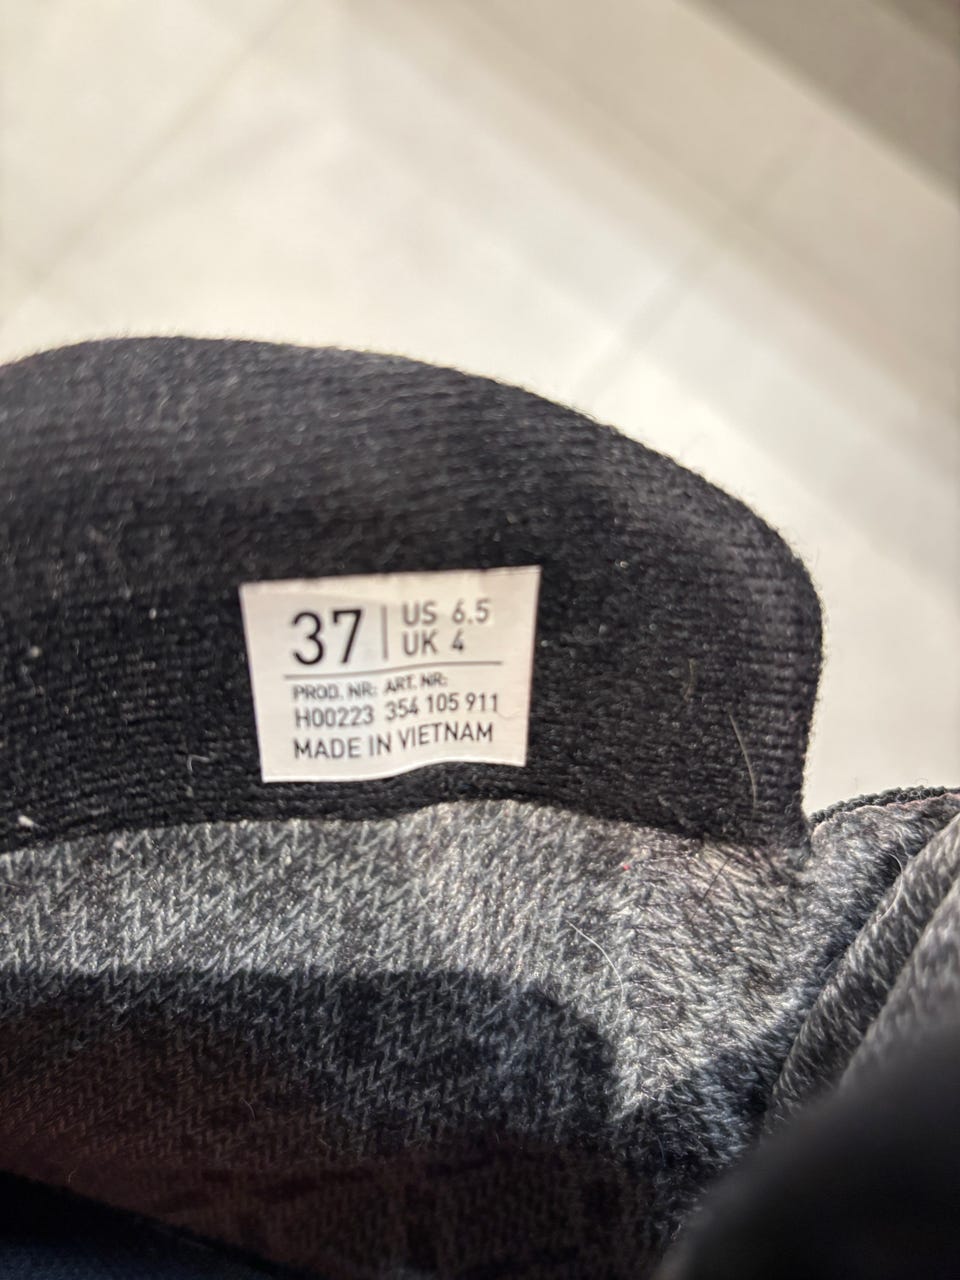 37 | US 6.5
UK 4
PROD. NR: ART. NR:
H00223 354 105 911
MADE IN VIETNAM